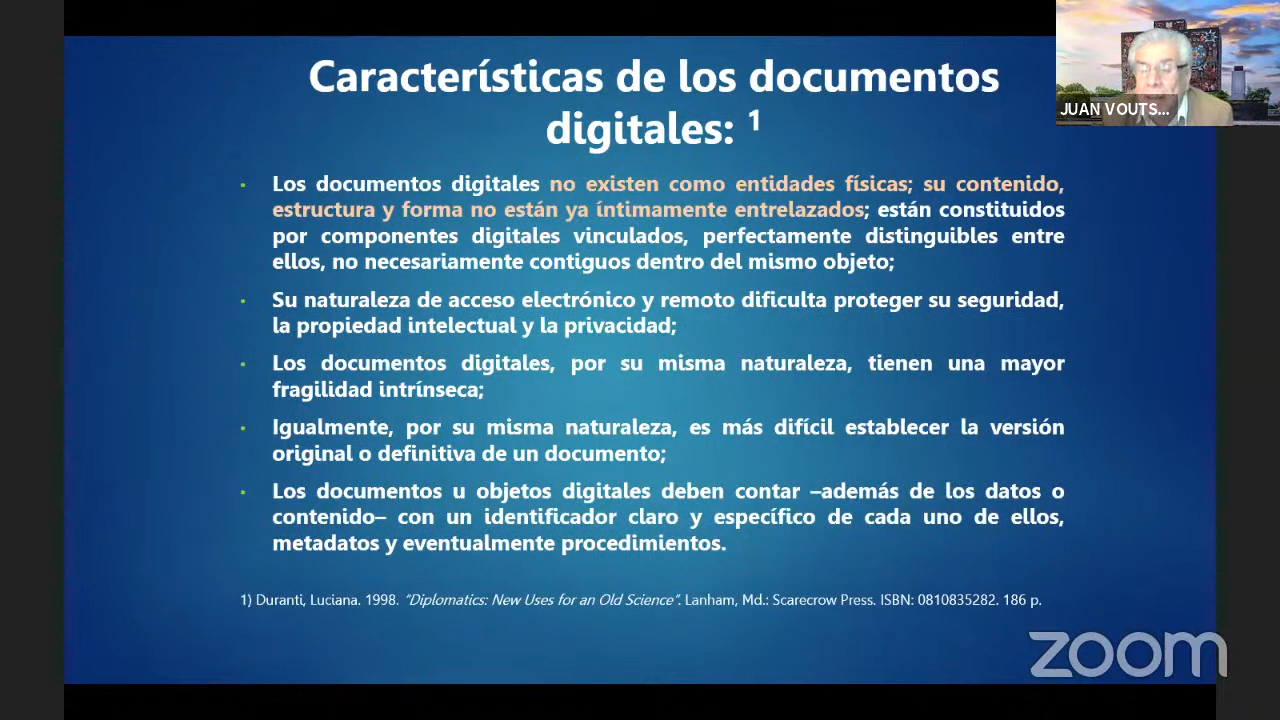 Características de los documentos
digitales: 1
JUAN VOUTS...
• Los documentos digitales no existen como entidades físicas; su contenido,
estructura y forma no están ya íntimamente entrelazados; están constituidos
por componentes digitales vinculados, perfectamente distinguibles entre
ellos, no necesariamente contiguos dentro del mismo objeto;
• Su naturaleza de acceso electrónico y remoto dificulta proteger su seguridad,
la propiedad intelectual y la privacidad;
• Los documentos digitales, por su misma naturaleza, tienen una mayor
fragilidad intrínseca;
• Igualmente, por su misma naturaleza, es más difícil establecer la versión
original o definitiva de un documento;
• Los documentos u objetos digitales deben contar –además de los datos o
contenido– con un identificador claro y específico de cada uno de ellos,
metadatos y eventualmente procedimientos.
1) Duranti, Luciana. 1998. “Diplomatics: New Uses for an Old Science”. Lanham, Md.: Scarecrow Press. ISBN: 0810835282. 186 p.
zoom